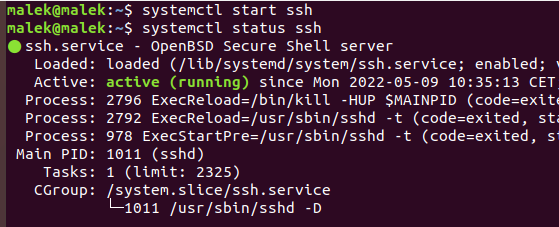 malek@malek:~$ systemctl start ssh
malek@malek:~$ systemctl status ssh
● ssh.service - OpenBSD Secure Shell server
Loaded: loaded (/lib/systemd/system/ssh.service; enabled;
Active: active (running) since Mon 2022-05-09 10:35:13 CET;
Process: 2796 ExecReload=/bin/kill -HUP $MAINPID (code=exite
Process: 2792 ExecReload=/usr/sbin/sshd -t (code=exited, sta
Process: 978 ExecStartPre=/usr/sbin/sshd -t (code=exited, s
Main PID: 1011 (sshd)
Tasks: 1 (limit: 2325)
CGroup: /system.slice/ssh.service
└─1011 /usr/sbin/sshd -D